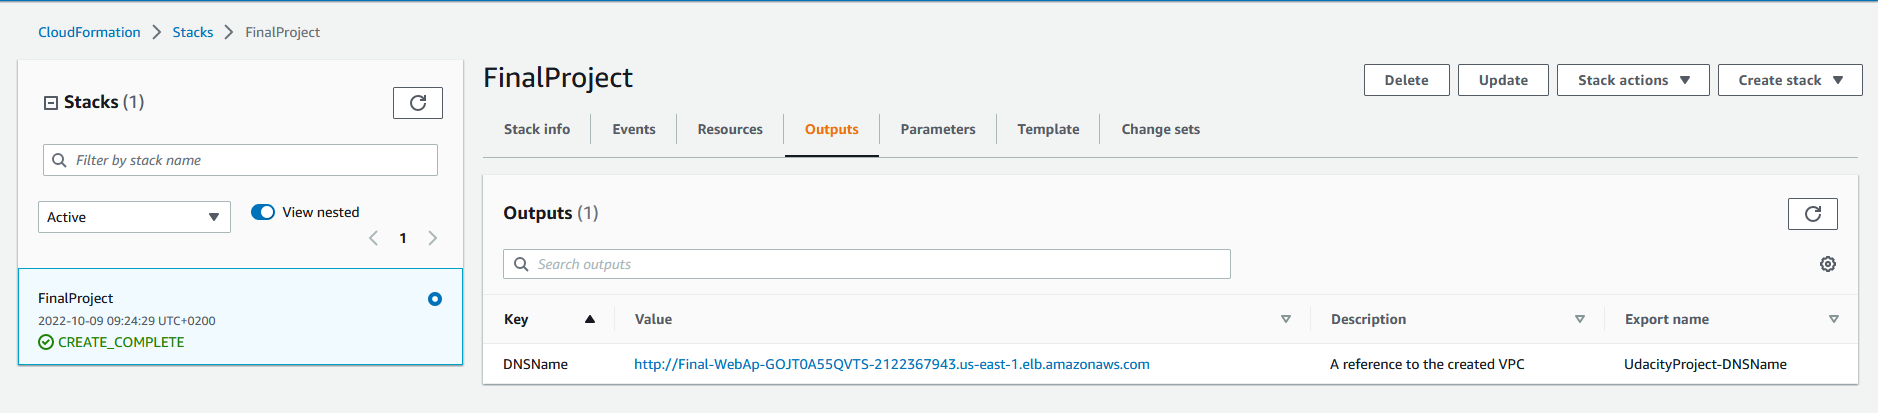 CloudFormation > Stacks > FinalProject
Stacks (1)
Filter by stack name
Active
View nested
1
FinalProject
2022-10-09 09:24:29 UTC+0200
CREATE_COMPLETE
FinalProject
Delete Update Stack actions Create stack
Stack info Events Resources Outputs Parameters Template Change sets
Outputs (1)
Search outputs
Key Value Description Export name
DNSName http://Final-WebAp-GOJT0A55QVTS-2122367943.us-east-1.elb.amazonaws.com A reference to the created VPC UdacityProject-DNSName